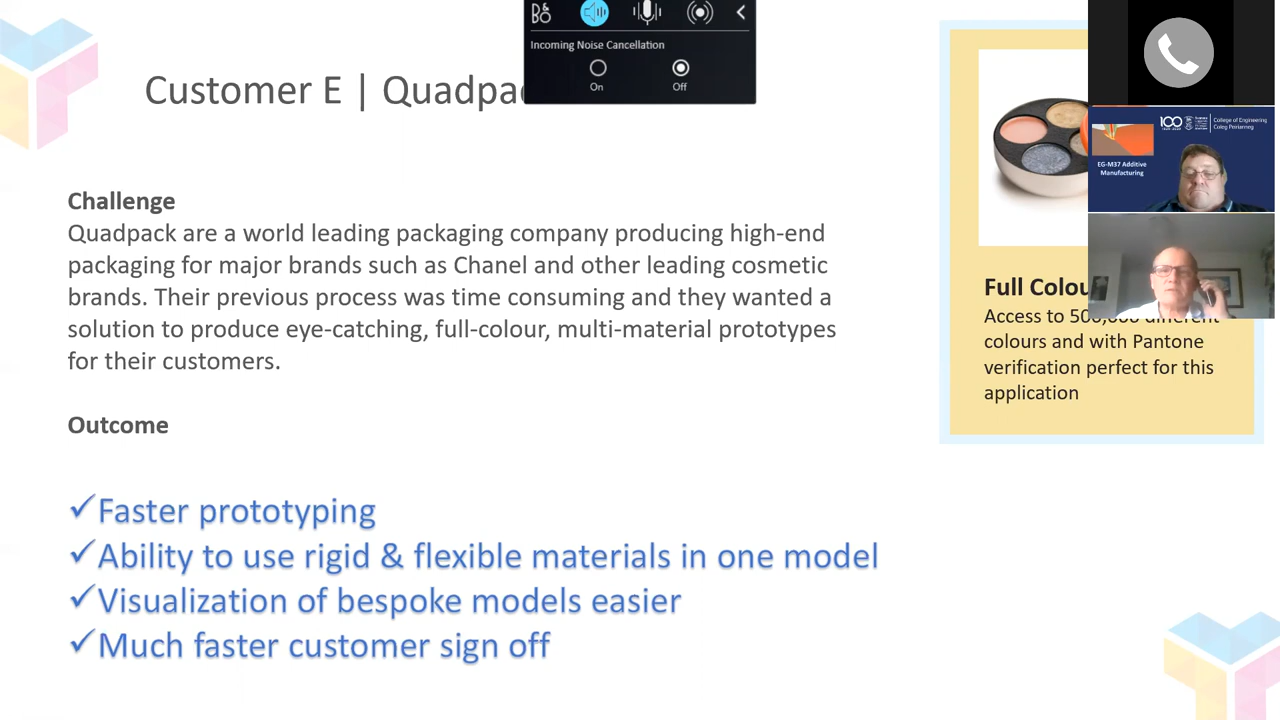 B&O
Incoming Noise Cancellation
On
Off
Customer E | Quadpac
Challenge
Quadpack are a world leading packaging company producing high-end
packaging for major brands such as Chanel and other leading cosmetic
brands. Their previous process was time consuming and they wanted a
solution to produce eye-catching, full-colour, multi-material prototypes
for their customers.
Outcome
✓Faster prototyping
✓Ability to use rigid & flexible materials in one model
✓Visualization of bespoke models easier
✓Much faster customer sign off
Full Colou
Access to 500,000 different
colours and with Pantone
verification perfect for this
application
100
College of Engineering
Coleg Peirianneg
EG-M37 Additive
Manufacturing